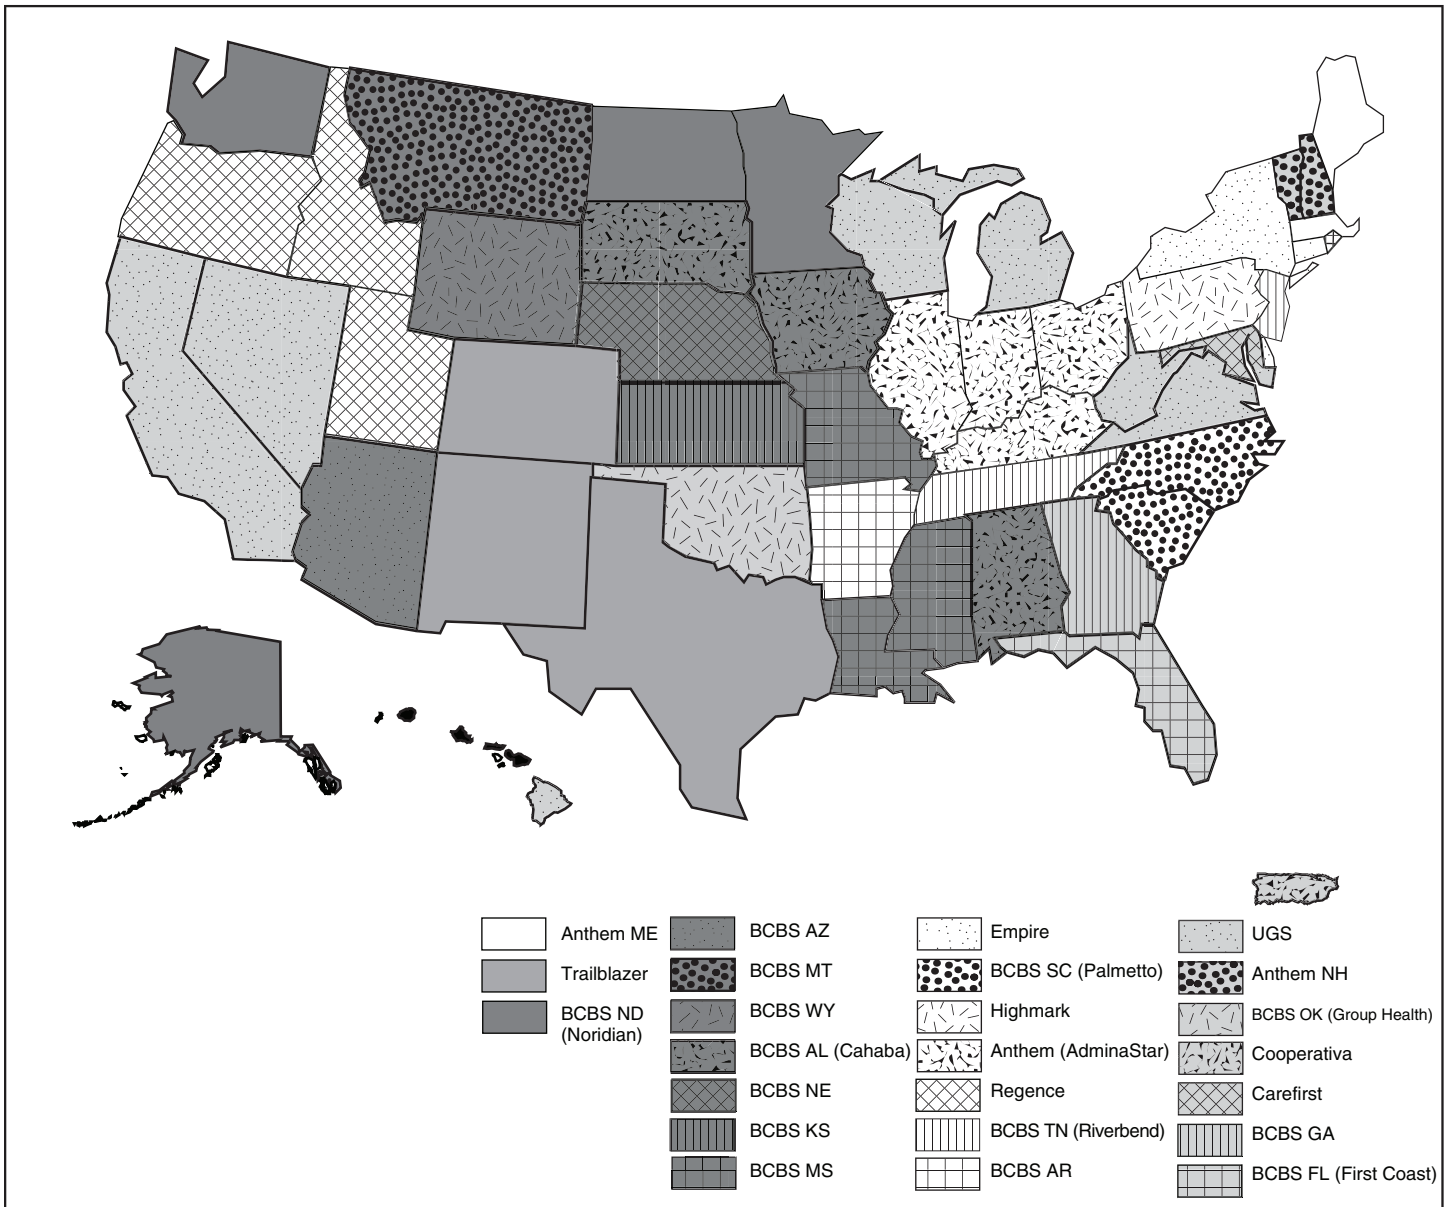 Anthem ME
Trailblazer
BCBS ND
(Noridian)
BCBS AZ
BCBS MT
BCBS WY
BCBS AL (Cahaba)
BCBS NE
BCBS KS
BCBS MS
Empire
BCBS SC (Palmetto)
Highmark
Anthem (AdminaStar)
Regence
BCBS TN (Riverbend)
BCBS AR
UGS
Anthem NH
BCBS OK (Group Health)
Cooperativa
Carefirst
BCBS GA
BCBS FL (First Coast)